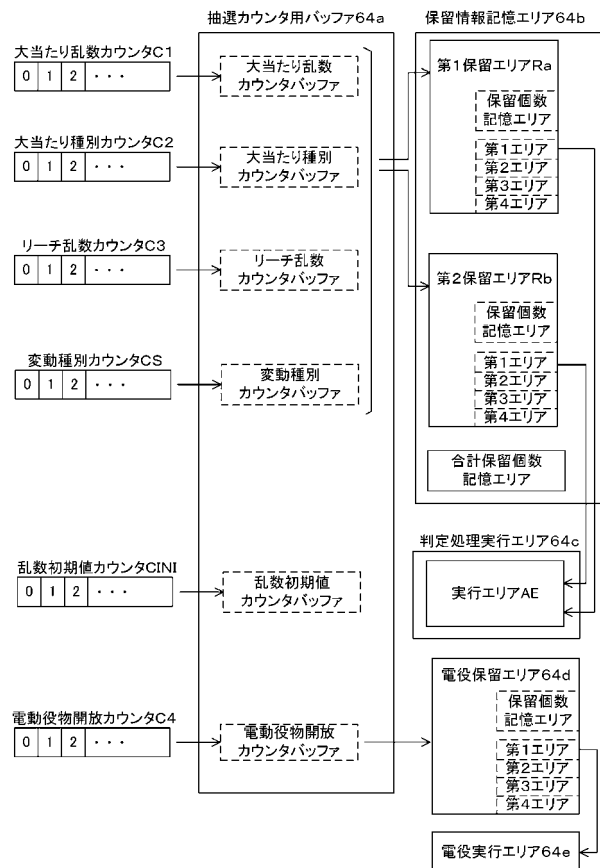 抽選カウンタ用バッファ64a
保留情報記憶エリア64b
大当たり乱数カウンタC1
0 1 2 ・・・
大当たり乱数
カウンタバッファ
大当たり種別カウンタC2
0 1 2 ・・・
大当たり種別
カウンタバッファ
リーチ乱数カウンタC3
0 1 2 ・・・
リーチ乱数
カウンタバッファ
変動種別カウンタCS
0 1 2 ・・・
変動種別
カウンタバッファ
乱数初期値カウンタCINI
0 1 2 ・・・
乱数初期値
カウンタバッファ
電動役物開放カウンタC4
0 1 2 ・・・
電動役物開放
カウンタバッファ
第1保留エリアRa
保留個数
記憶エリア
第1エリア
第2エリア
第3エリア
第4エリア
第2保留エリアRb
保留個数
記憶エリア
第1エリア
第2エリア
第3エリア
第4エリア
合計保留個数
記憶エリア
判定処理実行エリア64c
実行エリアAE
電役保留エリア64d
保留個数
記憶エリア
第1エリア
第2エリア
第3エリア
第4エリア
電役実行エリア64e